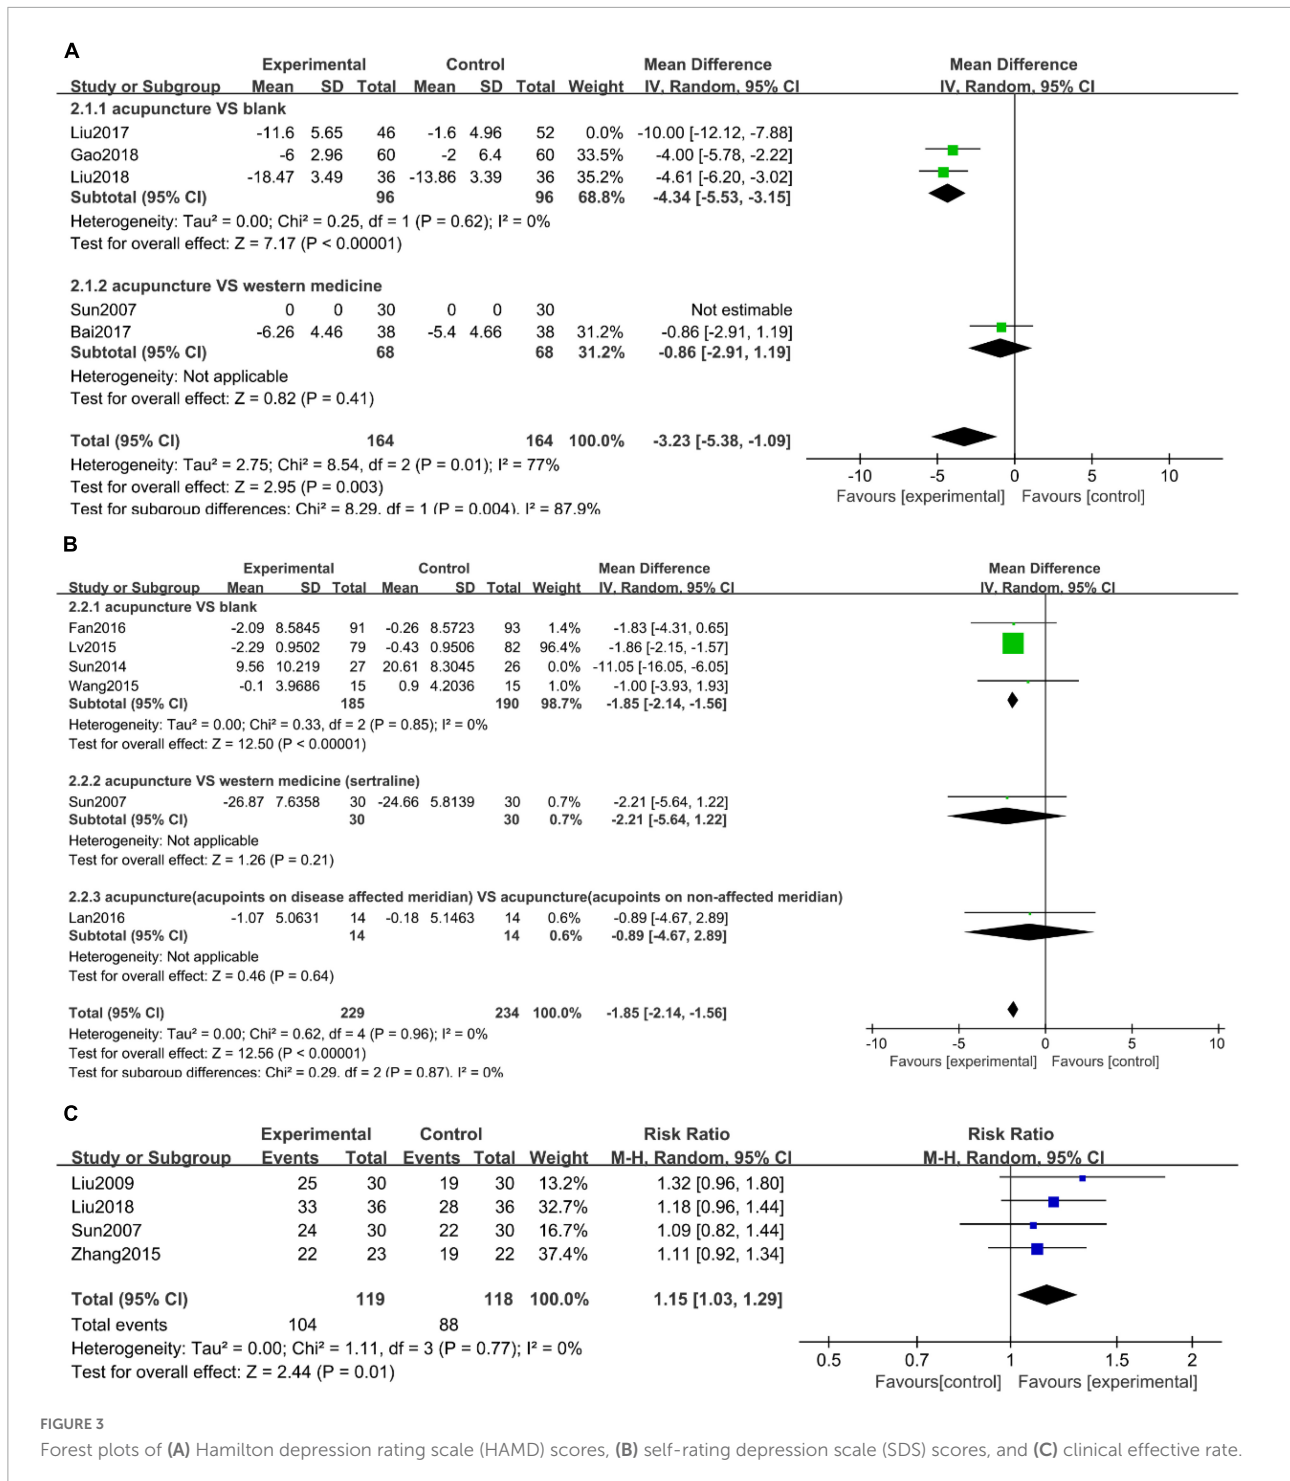 A
Experimental Control Mean Difference Mean Difference
Study or Subgroup Mean SD Total Mean SD Total Weight IV, Random, 95% CI IV, Random, 95% CI
2.1.1 acupuncture VS blank
Liu2017 -11.6 5.65 46 -1.6 4.96 52 0.0% -10.00 [-12.12, -7.88]
Gao2018 -6 2.96 60 -2 6.4 60 33.5% -4.00 [-5.78, -2.22]
Liu2018 -18.47 3.49 36 -13.86 3.39 36 35.2% -4.61 [-6.20, -3.02]
Subtotal (95% CI) 96 96 68.8% -4.34 [-5.53, -3.15]
Heterogeneity: Tau² = 0.00; Chi² = 0.25, df = 1 (P = 0.62); I² = 0%
Test for overall effect: Z = 7.17 (P < 0.00001)
2.1.2 acupuncture VS western medicine
Sun2007 0 0 30 0 0 30 Not estimable
Bai2017 -6.26 4.46 38 -5.4 4.66 38 31.2% -0.86 [-2.91, 1.19]
Subtotal (95% CI) 68 68 31.2% -0.86 [-2.91, 1.19]
Heterogeneity: Not applicable
Test for overall effect: Z = 0.82 (P = 0.41)
Total (95% CI) 164 164 100.0% -3.23 [-5.38, -1.09]
Heterogeneity: Tau² = 2.75; Chi² = 8.54, df = 2 (P = 0.01); I² = 77%
Test for overall effect: Z = 2.95 (P = 0.003)
Test for subgroup differences: Chi² = 8.29, df = 1 (P = 0.004), I² = 87.9%
-10 -5 0 5 10
Favours [experimental] Favours [control]
B
Experimental Control Mean Difference Mean Difference
Study or Subgroup Mean SD Total Mean SD Total Weight IV, Random, 95% CI IV, Random, 95% CI
2.2.1 acupuncture VS blank
Fan2016 -2.09 8.5845 91 -0.26 8.5723 93 1.4% -1.83 [-4.31, 0.65]
Lv2015 -2.29 0.9502 79 -0.43 0.9506 82 96.4% -1.86 [-2.15, -1.57]
Sun2014 9.56 10.219 27 20.61 8.3045 26 0.0% -11.05 [-16.05, -6.05]
Wang2015 -0.1 3.9686 15 0.9 4.2036 15 1.0% -1.00 [-3.93, 1.93]
Subtotal (95% CI) 185 190 98.7% -1.85 [-2.14, -1.56]
Heterogeneity: Tau² = 0.00; Chi² = 0.33, df = 2 (P = 0.85); I² = 0%
Test for overall effect: Z = 12.50 (P < 0.00001)
2.2.2 acupuncture VS western medicine (sertraline)
Sun2007 -26.87 7.6358 30 -24.66 5.8139 30 0.7% -2.21 [-5.64, 1.22]
Subtotal (95% CI) 30 30 0.7% -2.21 [-5.64, 1.22]
Heterogeneity: Not applicable
Test for overall effect: Z = 1.26 (P = 0.21)
2.2.3 acupuncture(acupoints on disease affected meridian) VS acupuncture(acupoints on non-affected meridian)
Lan2016 -1.07 5.0631 14 -0.18 5.1463 14 0.6% -0.89 [-4.67, 2.89]
Subtotal (95% CI) 14 14 0.6% -0.89 [-4.67, 2.89]
Heterogeneity: Not applicable
Test for overall effect: Z = 0.46 (P = 0.64)
Total (95% CI) 229 234 100.0% -1.85 [-2.14, -1.56]
Heterogeneity: Tau² = 0.00; Chi² = 0.62, df = 4 (P = 0.96); I² = 0%
Test for overall effect: Z = 12.56 (P < 0.00001)
Test for subgroup differences: Chi² = 0.29, df = 2 (P = 0.87), I² = 0%
-10 -5 0 5 10
Favours [experimental] Favours [control]
C
Experimental Control Risk Ratio Risk Ratio
Study or Subgroup Events Total Events Total Weight M-H, Random, 95% CI M-H, Random, 95% CI
Liu2009 25 30 19 30 13.2% 1.32 [0.96, 1.80]
Liu2018 33 36 28 36 32.7% 1.18 [0.96, 1.44]
Sun2007 24 30 22 30 16.7% 1.09 [0.82, 1.44]
Zhang2015 22 23 19 22 37.4% 1.11 [0.92, 1.34]
Total (95% CI) 119 118 100.0% 1.15 [1.03, 1.29]
Total events 104 88
Heterogeneity: Tau² = 0.00; Chi² = 1.11, df = 3 (P = 0.77); I² = 0%
Test for overall effect: Z = 2.44 (P = 0.01)
0.5 0.7 1 1.5 2
Favours[control] Favours [experimental]
FIGURE 3
Forest plots of (A) Hamilton depression rating scale (HAMD) scores, (B) self-rating depression scale (SDS) scores, and (C) clinical effective rate.